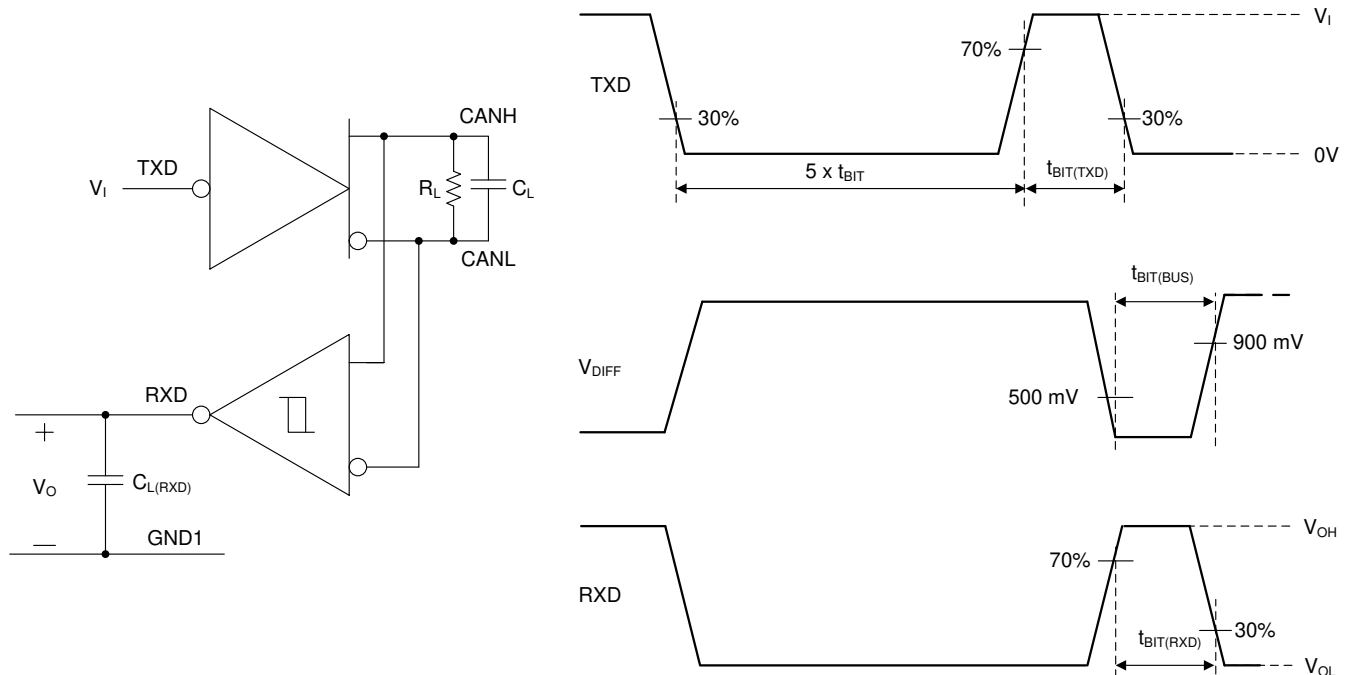 CANH
TXD
V_I
R_L
C_L
CANL
RXD
+
V_O
C_L(RXD)
—
GND1
V_I
70%
TXD
30%
30%
0V
5 x t_BIT
t_BIT(TXD)
t_BIT(BUS)
900 mV
V_DIFF
500 mV
V_OH
70%
RXD
30%
t_BIT(RXD)
V_OL